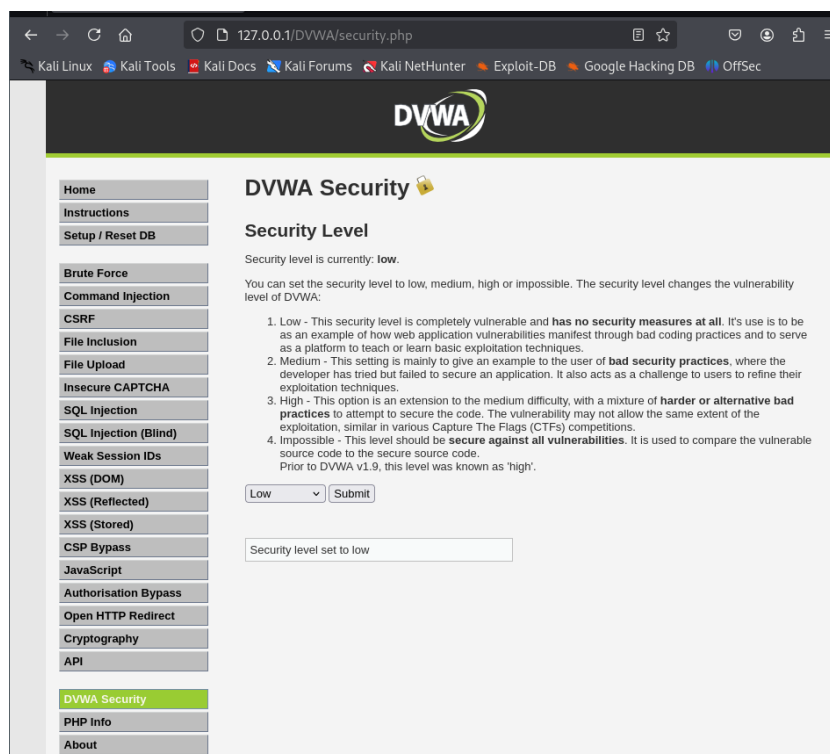 127.0.0.1/DVWA/security.php
Kali Linux Kali Tools Kali Docs Kali Forums Kali NetHunter Exploit-DB Google Hacking DB OffSec
DVWA
Home
Instructions
Setup / Reset DB
Brute Force
Command Injection
CSRF
File Inclusion
File Upload
Insecure CAPTCHA
SQL Injection
SQL Injection (Blind)
Weak Session IDs
XSS (DOM)
XSS (Reflected)
XSS (Stored)
CSP Bypass
JavaScript
Authorisation Bypass
Open HTTP Redirect
Cryptography
API
DVWA Security
PHP Info
About
DVWA Security
Security Level
Security level is currently: low.
You can set the security level to low, medium, high or impossible. The security level changes the vulnerability
level of DVWA:
1. Low - This security level is completely vulnerable and has no security measures at all. It's use is to be
as an example of how web application vulnerabilities manifest through bad coding practices and to serve
as a platform to teach or learn basic exploitation techniques.
2. Medium - This setting is mainly to give an example to the user of bad security practices, where the
developer has tried but failed to secure an application. It also acts as a challenge to users to refine their
exploitation techniques.
3. High - This option is an extension to the medium difficulty, with a mixture of harder or alternative bad
practices to attempt to secure the code. The vulnerability may not allow the same extent of the
exploitation, similar in various Capture The Flags (CTFs) competitions.
4. Impossible - This level should be secure against all vulnerabilities. It is used to compare the vulnerable
source code to the secure source code.
Prior to DVWA v1.9, this level was known as 'high'.
Low Submit
Security level set to low